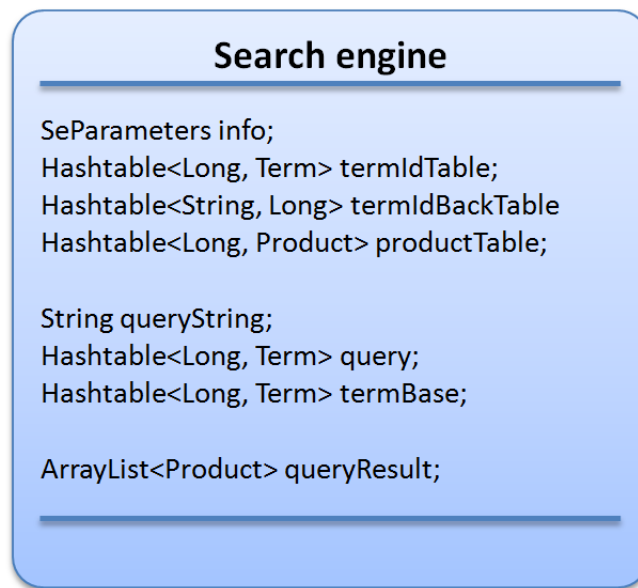 Search engine
SeParameters info;
Hashtable<Long, Term> termIdTable;
Hashtable<String, Long> termIdBackTable
Hashtable<Long, Product> productTable;
String queryString;
Hashtable<Long, Term> query;
Hashtable<Long, Term> termBase;
ArrayList<Product> queryResult;